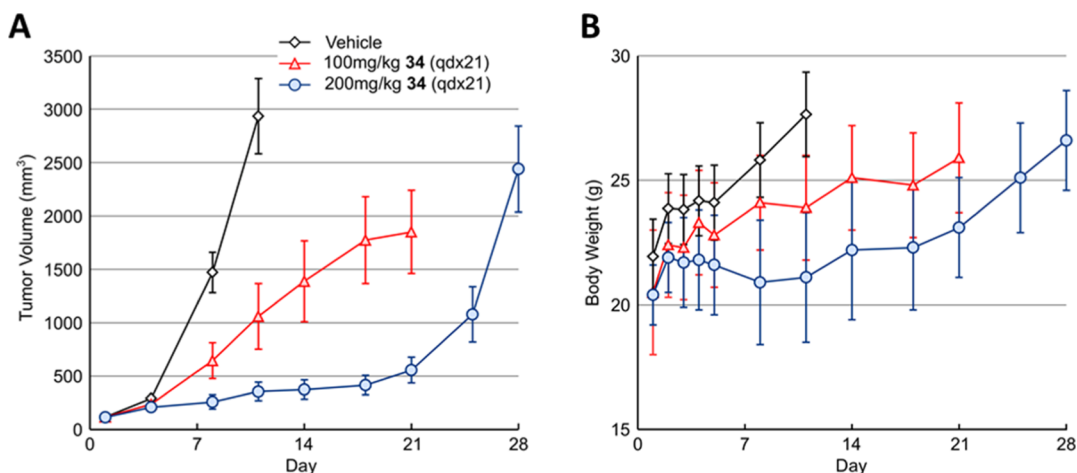 A
B
Vehicle
100mg/kg 34 (qdx21)
200mg/kg 34 (qdx21)
Tumor Volume (mm³)
3500
3000
2500
2000
1500
1000
500
0
0 7 14 21 28
Day
Body Weight (g)
30
25
20
15
0 7 14 21 28
Day